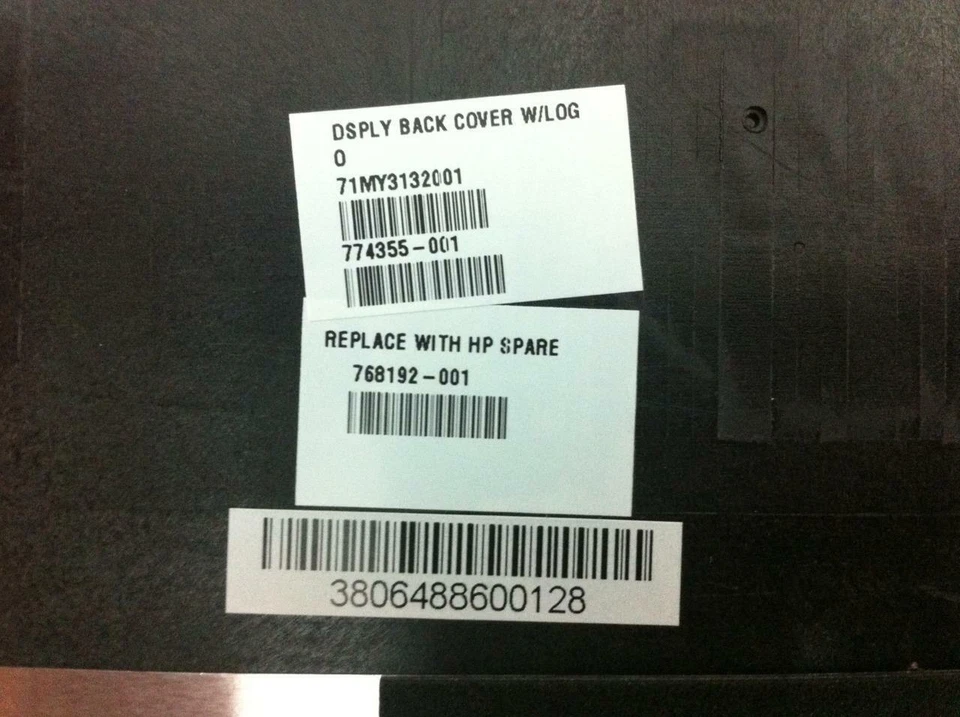 DSPLY BACK COVER W/LOG
O
71MY3132001
774355-001
REPLACE WITH HP SPARE
768192-001
3806488600128